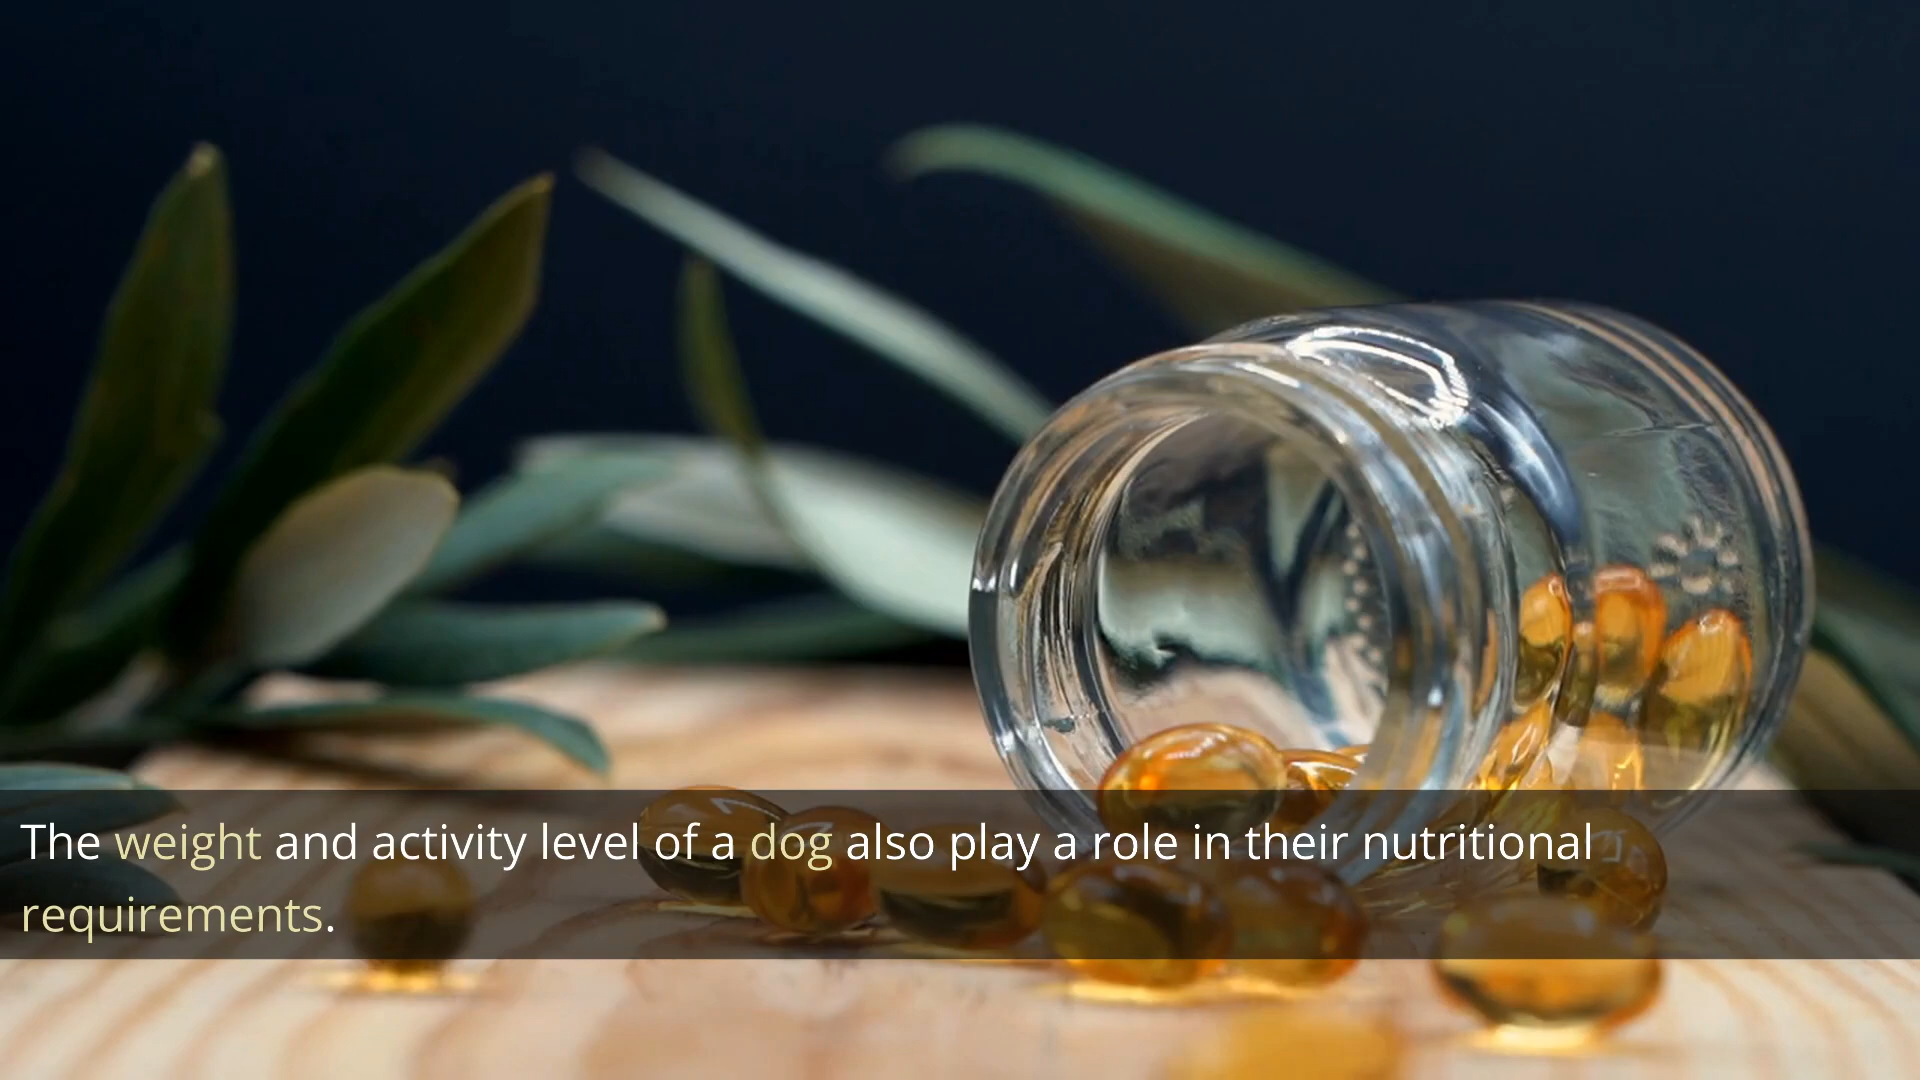 The weight and activity level of a dog also play a role in their nutritional
requirements.